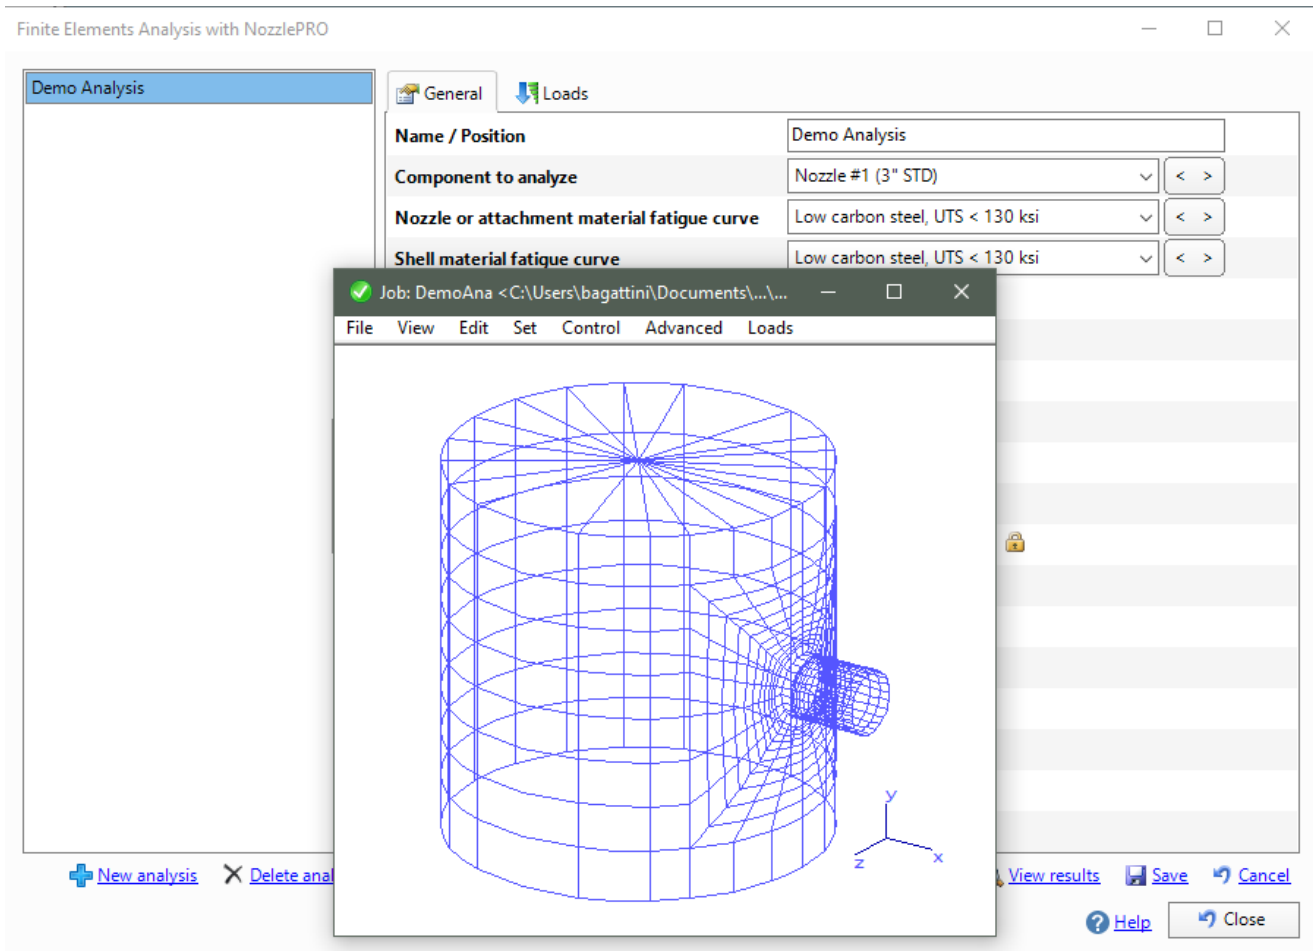 Finite Elements Analysis with NozzlePRO
Demo Analysis
General Loads
Name / Position Demo Analysis
Component to analyze Nozzle #1 (3" STD) < >
Nozzle or attachment material fatigue curve Low carbon steel, UTS < 130 ksi < >
Shell material fatigue curve Low carbon steel, UTS < 130 ksi < >
Job: DemoAna <C:\Users\bagattini\Documents\...\...
File View Edit Set Control Advanced Loads
y
z
x
New analysis Delete anal View results Save Cancel
Help Close